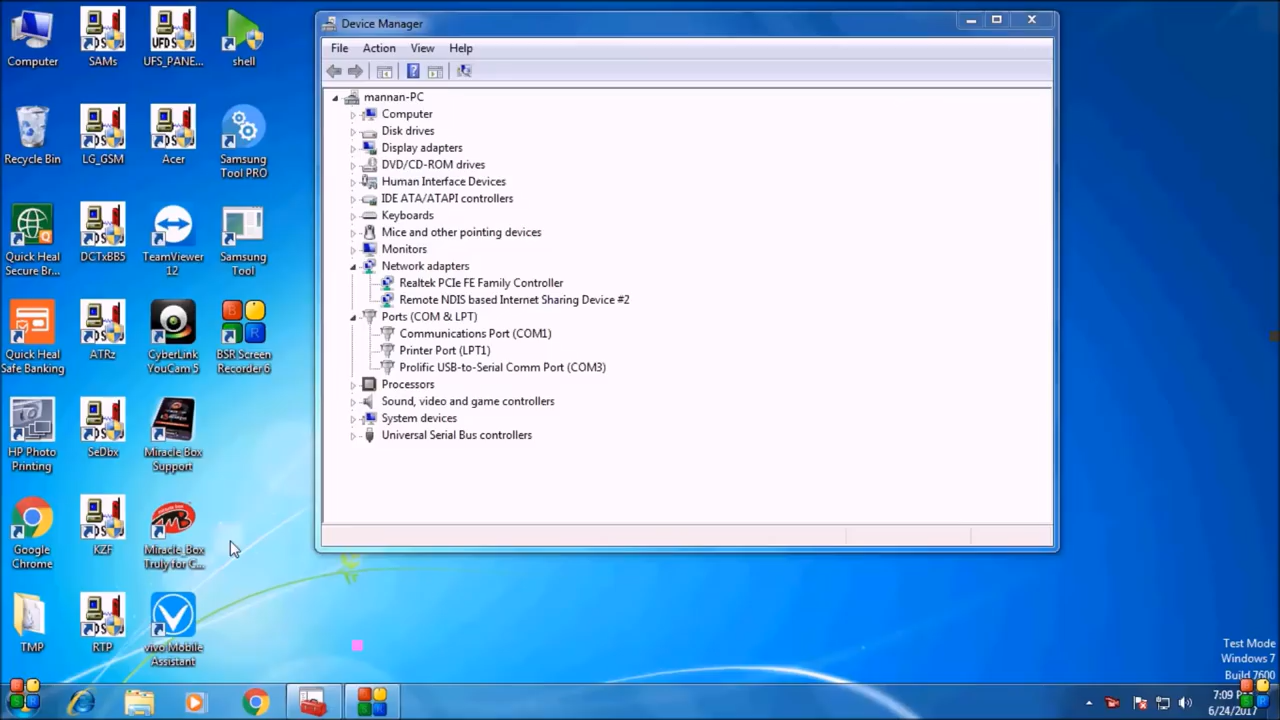 Computer
SAMs
UFS_PANE...
shell
Recycle Bin
LG_GSM
Acer
Samsung
Tool PRO
Quick Heal
Secure Br...
DCTxBB5
TeamViewer
12
Samsung
Tool
Quick Heal
Safe Banking
ATRz
CyberLink
YouCam 5
BSR Screen
Recorder 6
HP Photo
Printing
SeDbx
Miracle Box
Support
Google
Chrome
KZF
Miracle_Box
Truly for C...
TMP
RTP
vivo Mobile
Assistant
Device Manager
File Action View Help
mannan-PC
Computer
Disk drives
Display adapters
DVD/CD-ROM drives
Human Interface Devices
IDE ATA/ATAPI controllers
Keyboards
Mice and other pointing devices
Monitors
Network adapters
Realtek PCIe FE Family Controller
Remote NDIS based Internet Sharing Device #2
Ports (COM & LPT)
Communications Port (COM1)
Printer Port (LPT1)
Prolific USB-to-Serial Comm Port (COM3)
Processors
Sound, video and game controllers
System devices
Universal Serial Bus controllers
Test Mode
Windows 7
Build 7600
7:09
6/24/2017